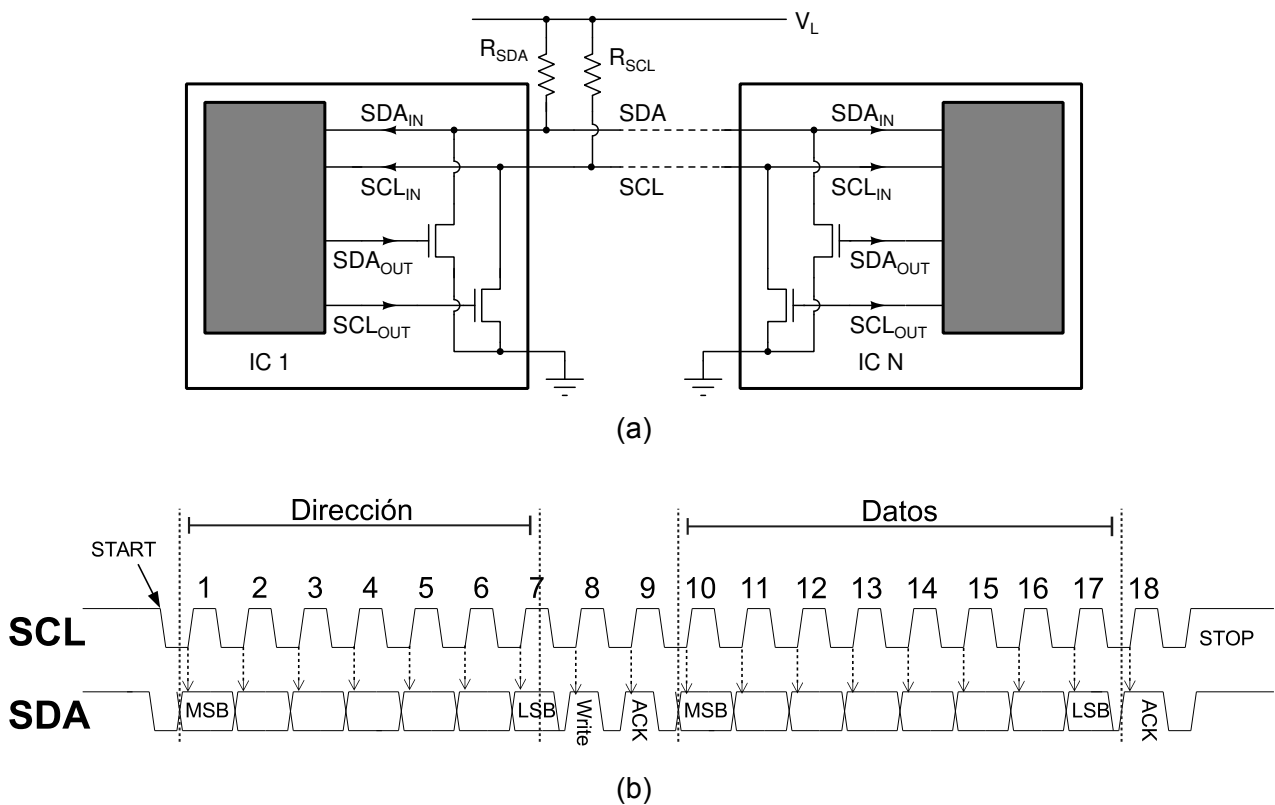 V_L
R_SDA
R_SCL
SDA_IN
SDA
SDA_IN
SCL_IN
SCL
SCL_IN
SDA_OUT
SDA_OUT
SCL_OUT
SCL_OUT
IC 1
IC N
(a)
Dirección
Datos
START
1 2 3 4 5 6 7 8 9 10 11 12 13 14 15 16 17 18
SCL
STOP
SDA
MSB
LSB
Write
ACK
MSB
LSB
ACK
(b)